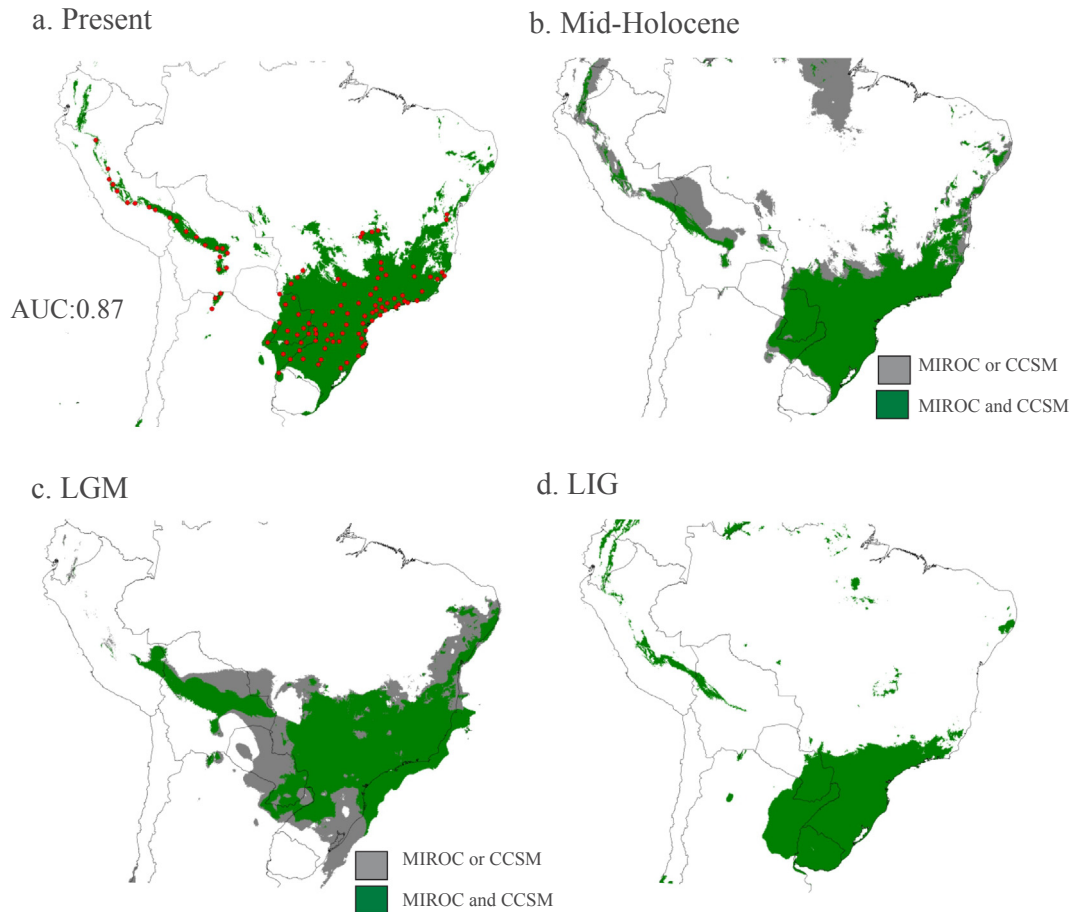 a. Present
b. Mid-Holocene
AUC:0.87
MIROC or CCSM
MIROC and CCSM
c. LGM
d. LIG
MIROC or CCSM
MIROC and CCSM